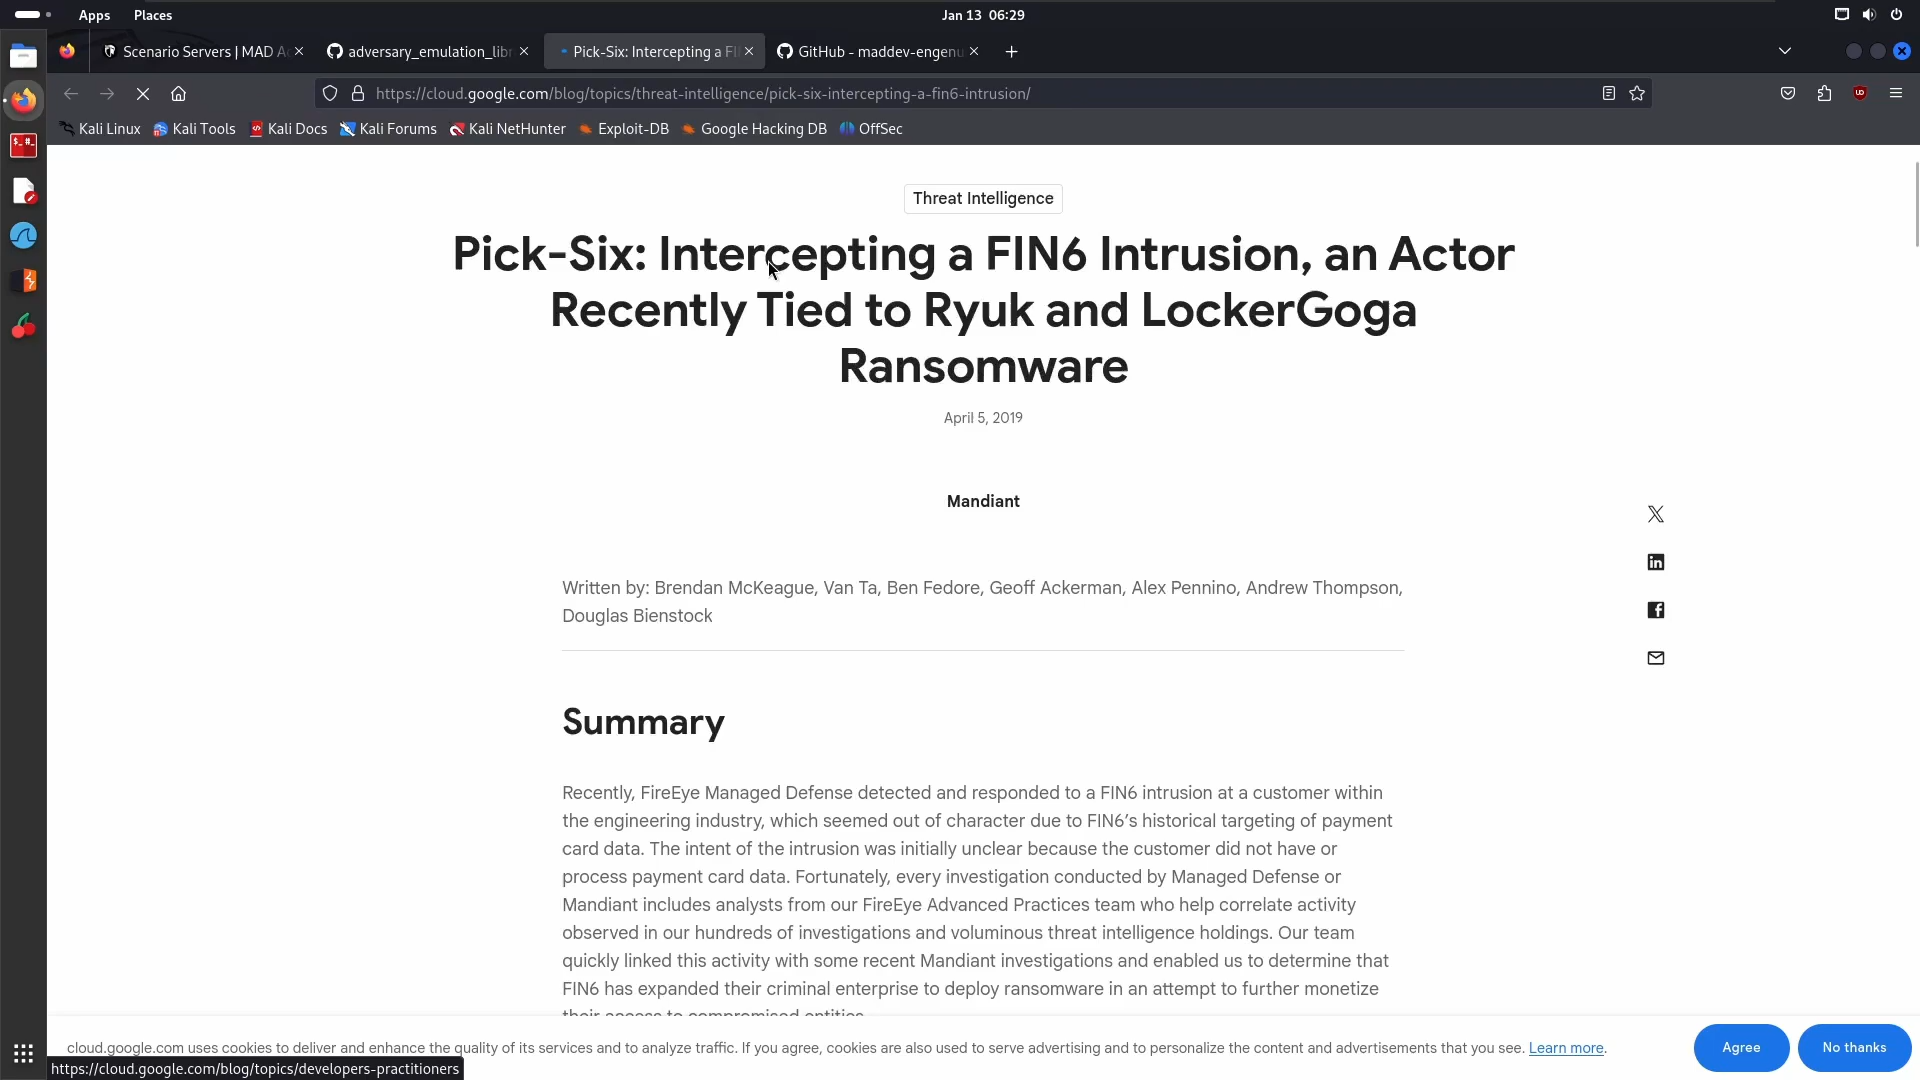 Apps Places Jan 13 06:29
Scenario Servers | MAD A
adversary_emulation_lib
Pick-Six: Intercepting a FI
GitHub - maddev-engenu
https://cloud.google.com/blog/topics/threat-intelligence/pick-six-intercepting-a-fin6-intrusion/
Kali Linux Kali Tools Kali Docs Kali Forums Kali NetHunter Exploit-DB Google Hacking DB OffSec
Threat Intelligence
Pick-Six: Intercepting a FIN6 Intrusion, an Actor
Recently Tied to Ryuk and LockerGoga
Ransomware
April 5, 2019
Mandiant
Written by: Brendan McKeague, Van Ta, Ben Fedore, Geoff Ackerman, Alex Pennino, Andrew Thompson,
Douglas Bienstock
Summary
Recently, FireEye Managed Defense detected and responded to a FIN6 intrusion at a customer within
the engineering industry, which seemed out of character due to FIN6’s historical targeting of payment
card data. The intent of the intrusion was initially unclear because the customer did not have or
process payment card data. Fortunately, every investigation conducted by Managed Defense or
Mandiant includes analysts from our FireEye Advanced Practices team who help correlate activity
observed in our hundreds of investigations and voluminous threat intelligence holdings. Our team
quickly linked this activity with some recent Mandiant investigations and enabled us to determine that
FIN6 has expanded their criminal enterprise to deploy ransomware in an attempt to further monetize
their access to compromised entities.
cloud.google.com uses cookies to deliver and enhance the quality of its services and to analyze traffic. If you agree, cookies are also used to serve advertising and to personalize the content and advertisements that you see. Learn more.
Agree
No thanks
https://cloud.google.com/blog/topics/developers-practitioners